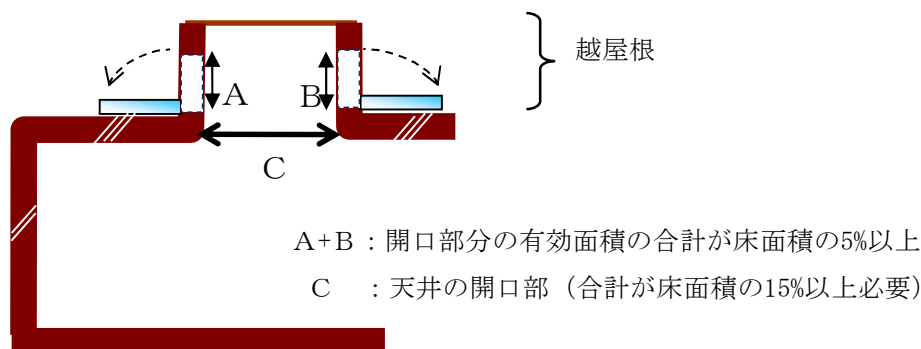 越屋根
A
B
C
A+B：開口部分の有効面積の合計が床面積の5%以上
C ：天井の開口部（合計が床面積の15%以上必要）